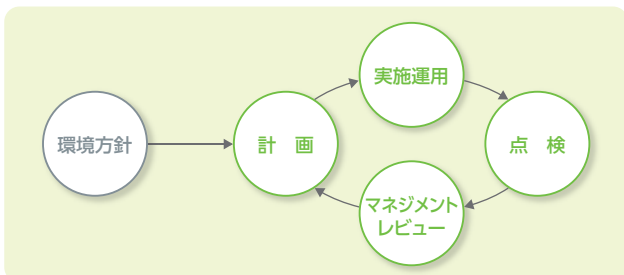 環境方針
計　画
実施運用
点　検
マネジメント
レビュー